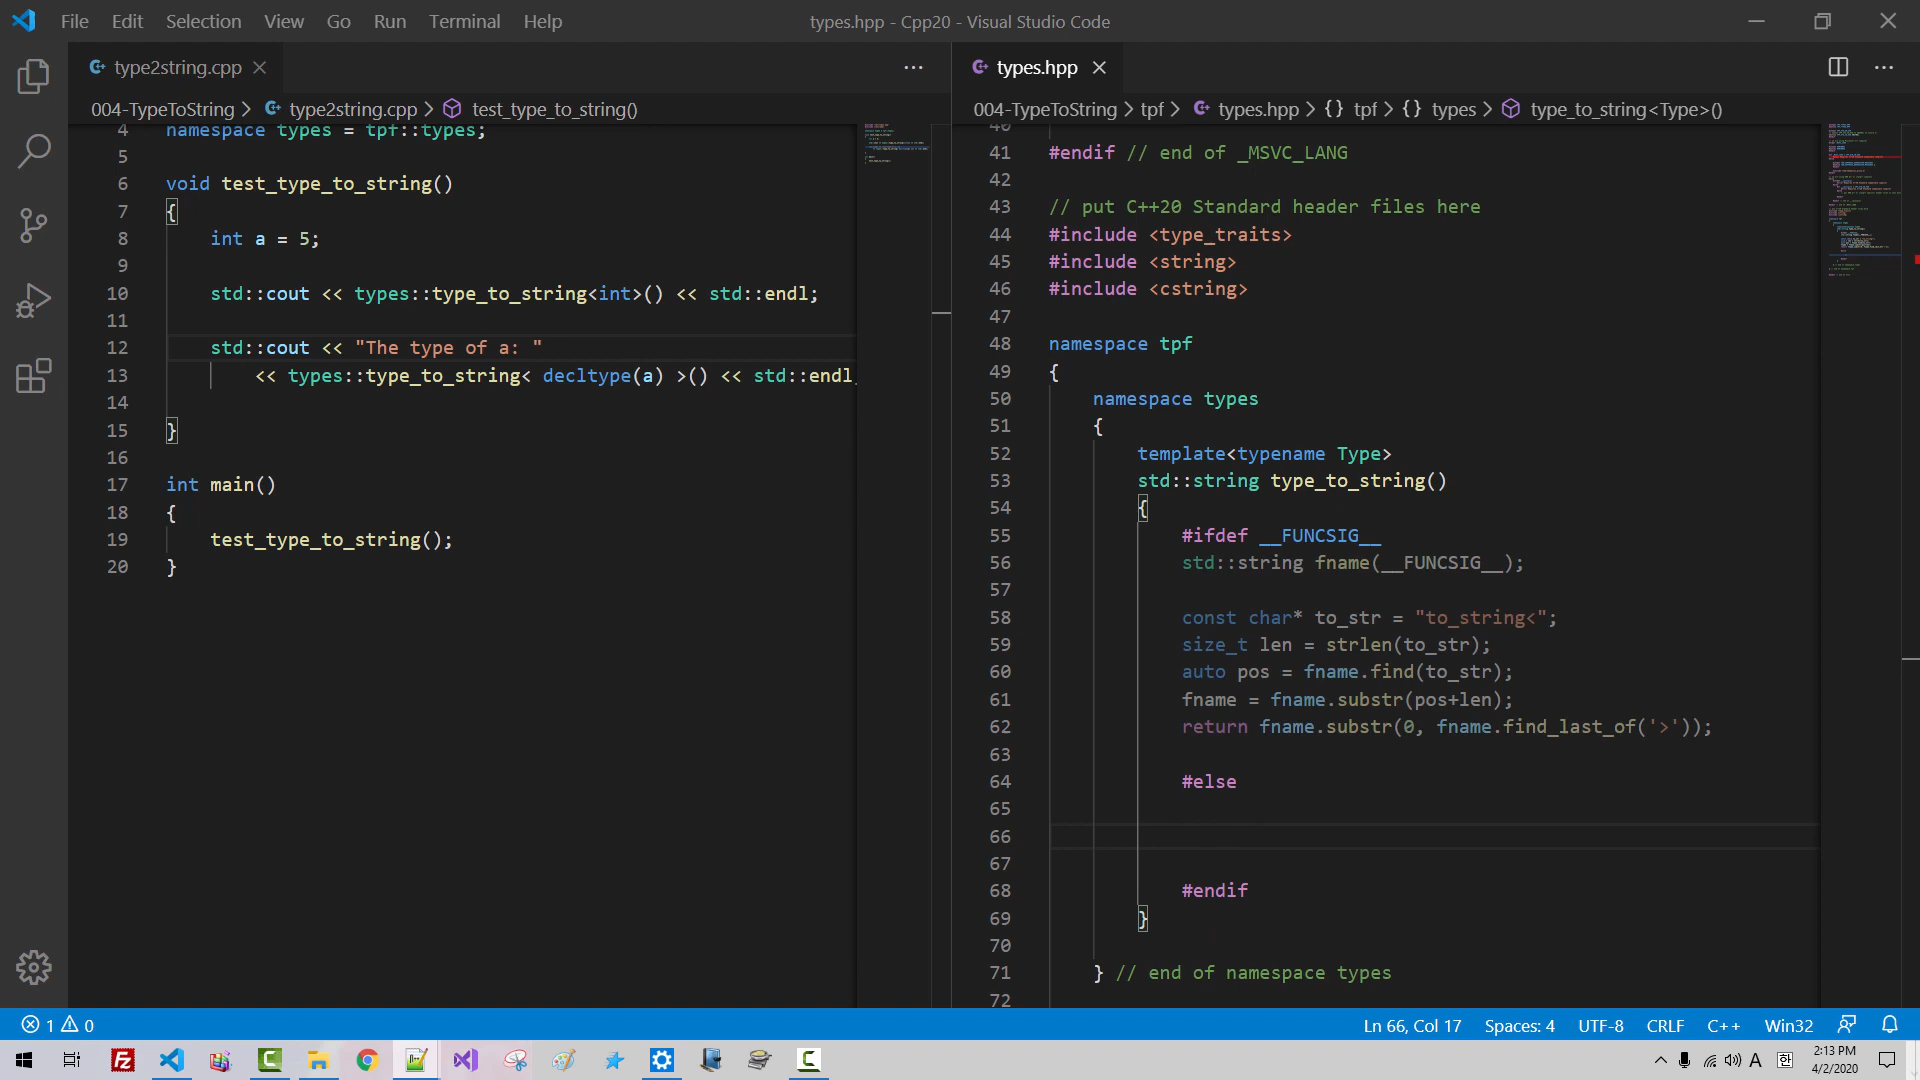 File Edit Selection View Go Run Terminal Help
types.hpp - Cpp20 - Visual Studio Code
type2string.cpp
004-TypeToString > type2string.cpp > test_type_to_string()
4 namespace types = tpf::types;
5
6 void test_type_to_string()
7 {
8 int a = 5;
9
10 std::cout << types::type_to_string<int>() << std::endl;
11
12 std::cout << "The type of a: "
13 << types::type_to_string< decltype(a) >() << std::endl
14
15 }
16
17 int main()
18 {
19 test_type_to_string();
20 }
types.hpp
004-TypeToString > tpf > types.hpp > {} tpf > {} types > type_to_string<Type>()
40
41 #endif // end of _MSVC_LANG
42
43 // put C++20 Standard header files here
44 #include <type_traits>
45 #include <string>
46 #include <cstring>
47
48 namespace tpf
49 {
50 namespace types
51 {
52 template<typename Type>
53 std::string type_to_string()
54 {
55 #ifdef __FUNCSIG__
56 std::string fname(__FUNCSIG__);
57
58 const char* to_str = "to_string<";
59 size_t len = strlen(to_str);
60 auto pos = fname.find(to_str);
61 fname = fname.substr(pos+len);
62 return fname.substr(0, fname.find_last_of('>'));
63
64 #else
65
66
67
68 #endif
69 }
70
71 } // end of namespace types
72
1 0
Ln 66, Col 17 Spaces: 4 UTF-8 CRLF C++ Win32
A 한 2:13 PM
4/2/2020